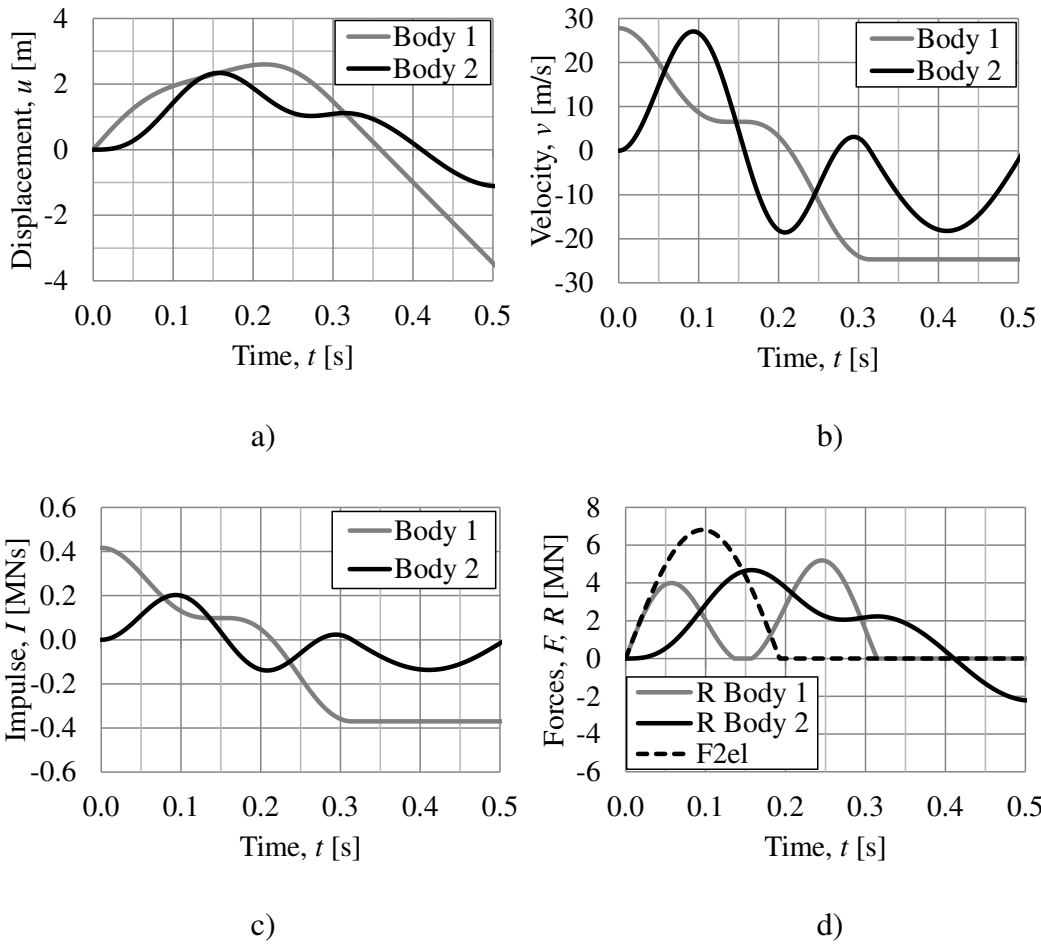 Displacement, u [m]
4
2
0
-2
-4
Body 1
Body 2
0.0 0.1 0.2 0.3 0.4 0.5
Time, t [s]
a)
Velocity, v [m/s]
30
20
10
0
-10
-20
-30
Body 1
Body 2
0.0 0.1 0.2 0.3 0.4 0.5
Time, t [s]
b)
Impulse, I [MNs]
0.6
0.4
0.2
0.0
-0.2
-0.4
-0.6
Body 1
Body 2
0.0 0.1 0.2 0.3 0.4 0.5
Time, t [s]
c)
Forces, F, R [MN]
8
6
4
2
0
-2
-4
-6
R Body 1
R Body 2
F2el
0.0 0.1 0.2 0.3 0.4 0.5
Time, t [s]
d)